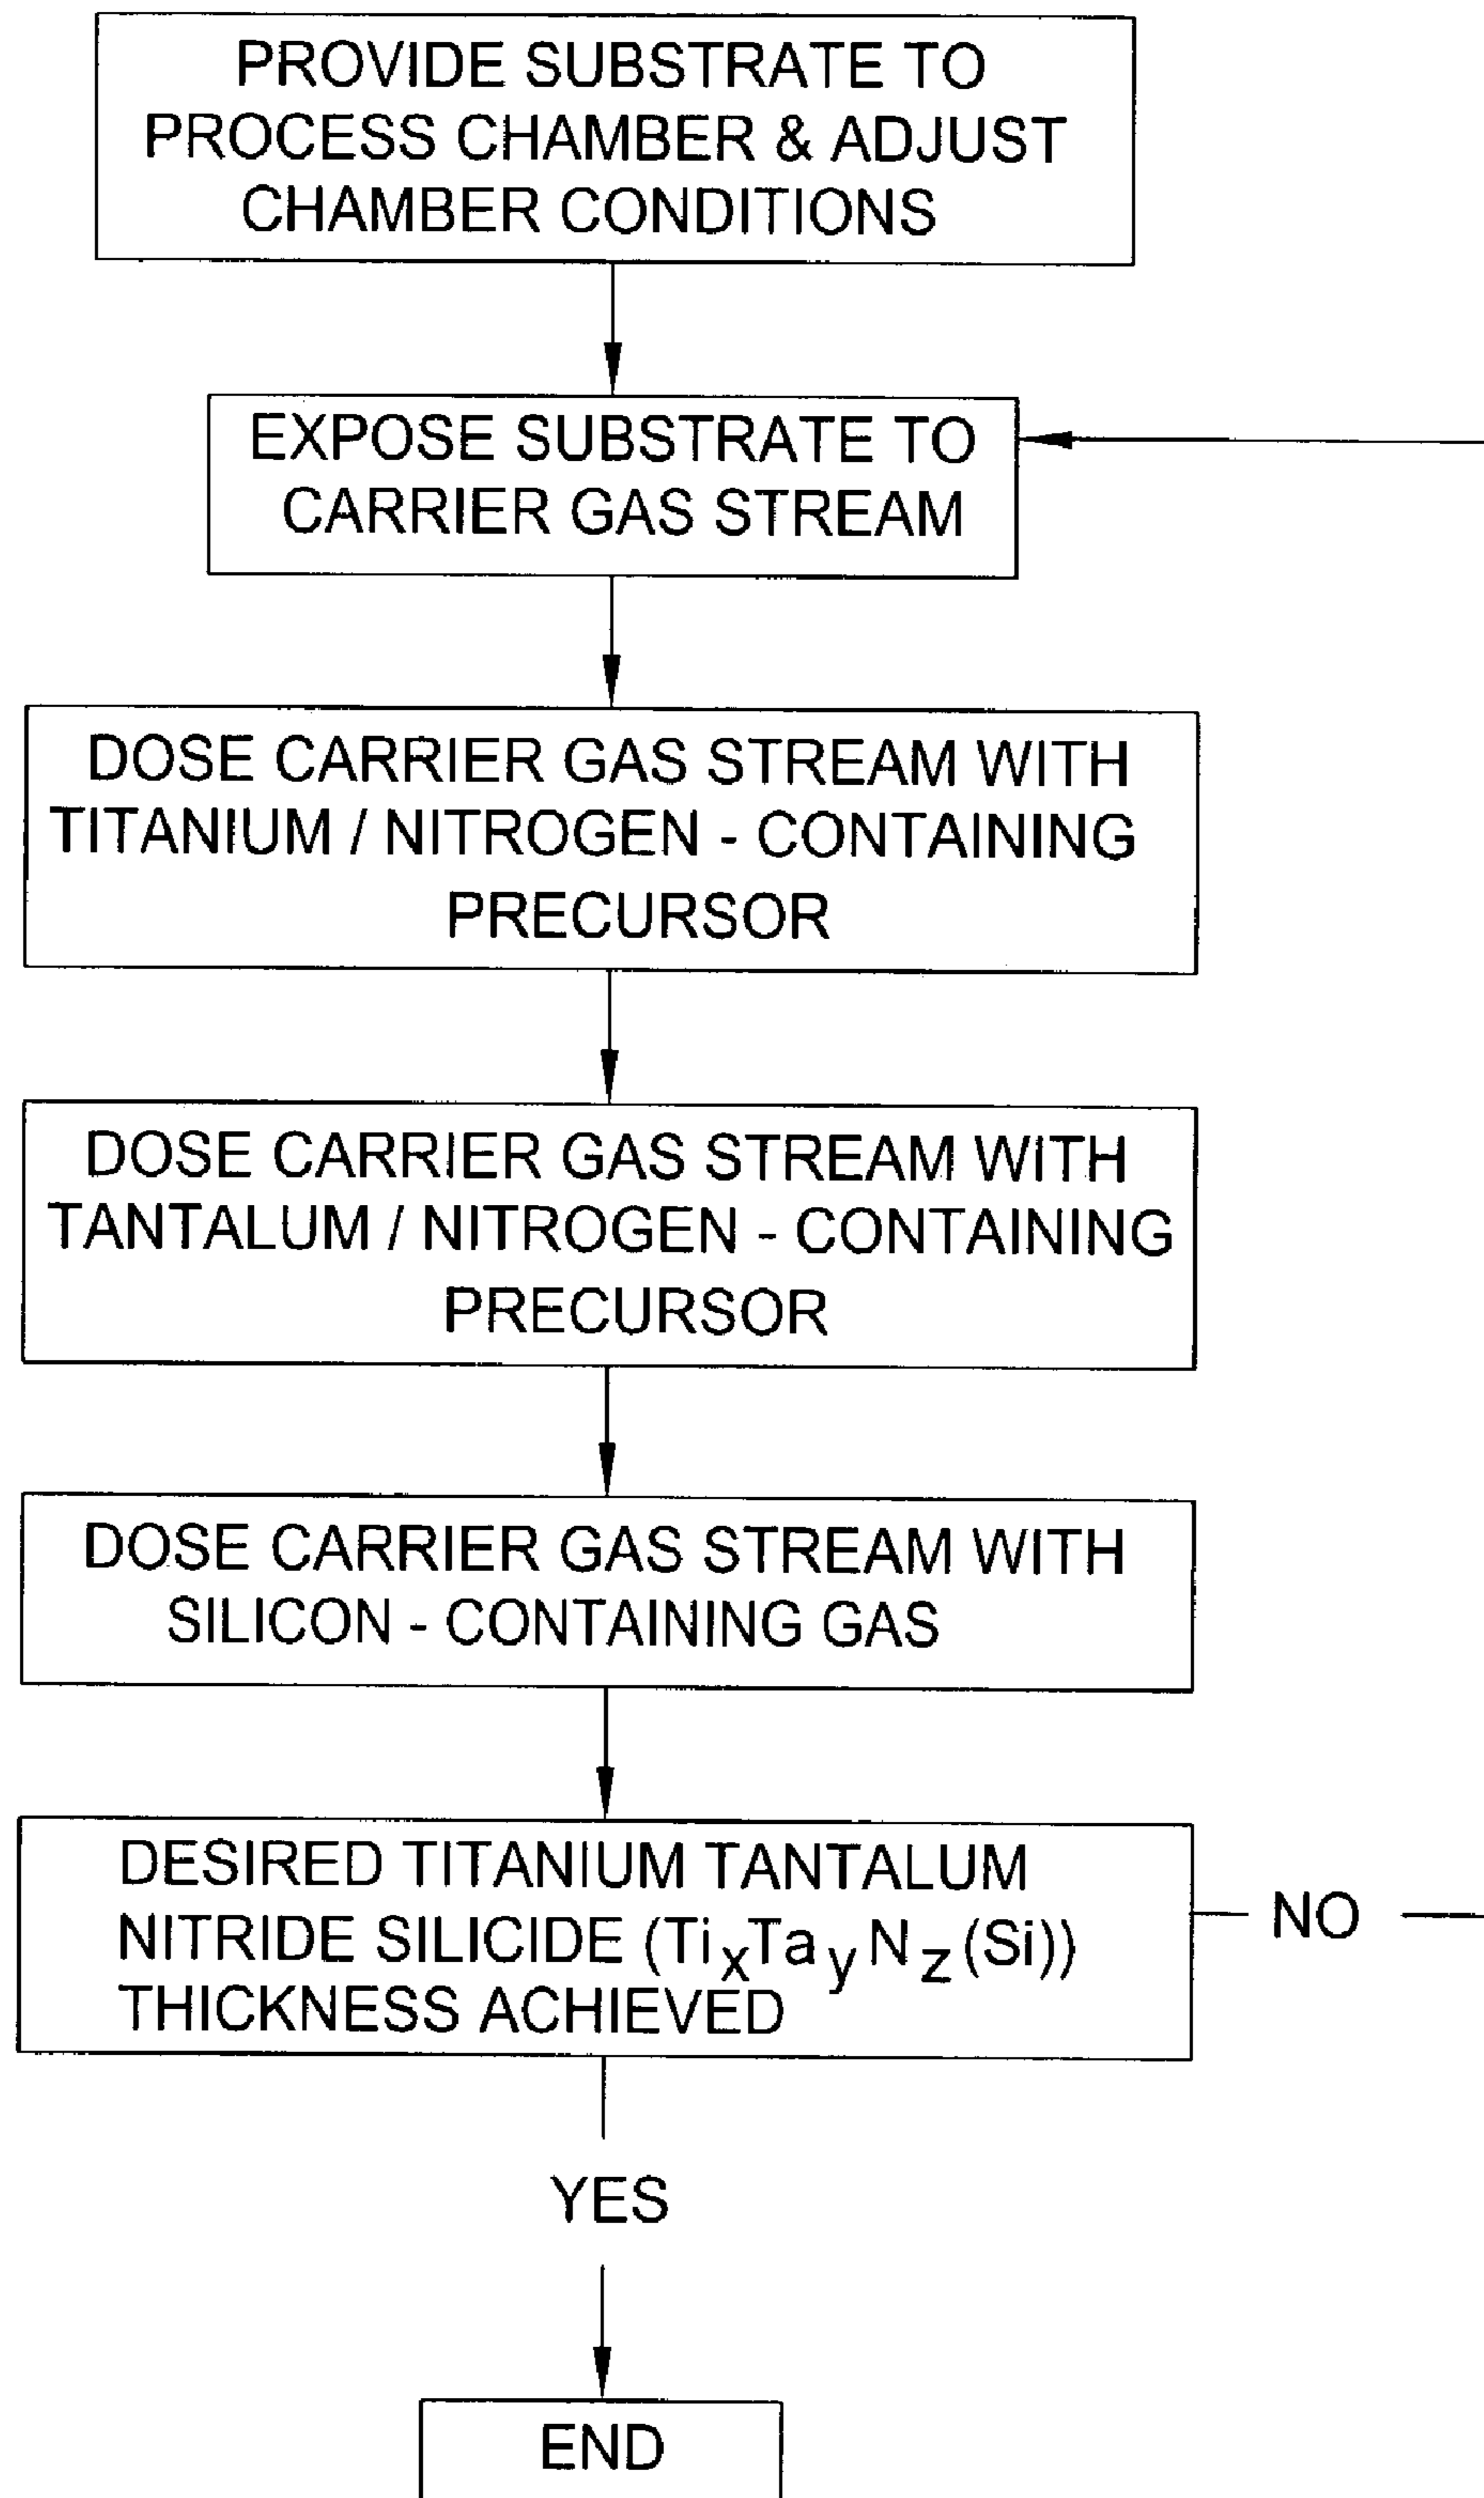 PROVIDE SUBSTRATE TO
PROCESS CHAMBER & ADJUST
CHAMBER CONDITIONS
EXPOSE SUBSTRATE TO
CARRIER GAS STREAM
DOSE CARRIER GAS STREAM WITH
TITANIUM / NITROGEN - CONTAINING
PRECURSOR
DOSE CARRIER GAS STREAM WITH
TANTALUM / NITROGEN - CONTAINING
PRECURSOR
DOSE CARRIER GAS STREAM WITH
SILICON - CONTAINING GAS
DESIRED TITANIUM TANTALUM
NITRIDE SILICIDE (TixTayNz(Si))
THICKNESS ACHIEVED
NO
YES
END